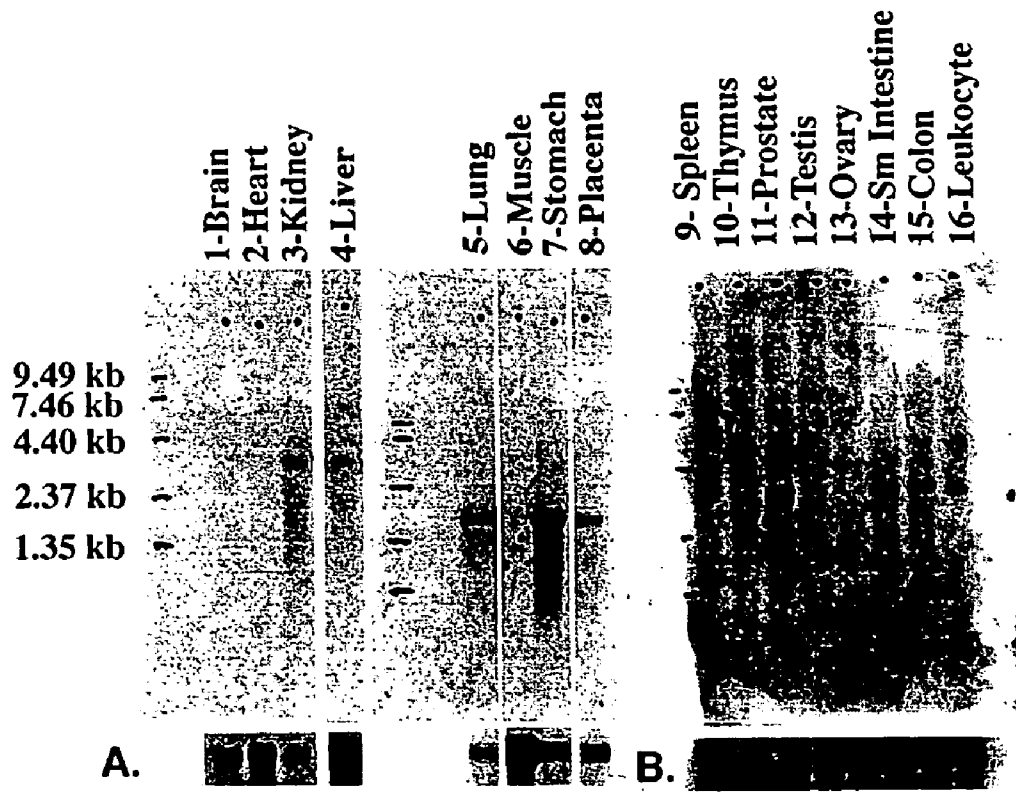 1-Brain
2-Heart
3-Kidney
4-Liver
5-Lung
6-Muscle
7-Stomach
8-Placenta
9- Spleen
10-Thymus
11-Prostate
12-Testis
13-Ovary
14-Sm Intestine
15-Colon
16-Leukocyte
9.49 kb
7.46 kb
4.40 kb
2.37 kb
1.35 kb
A.
B.